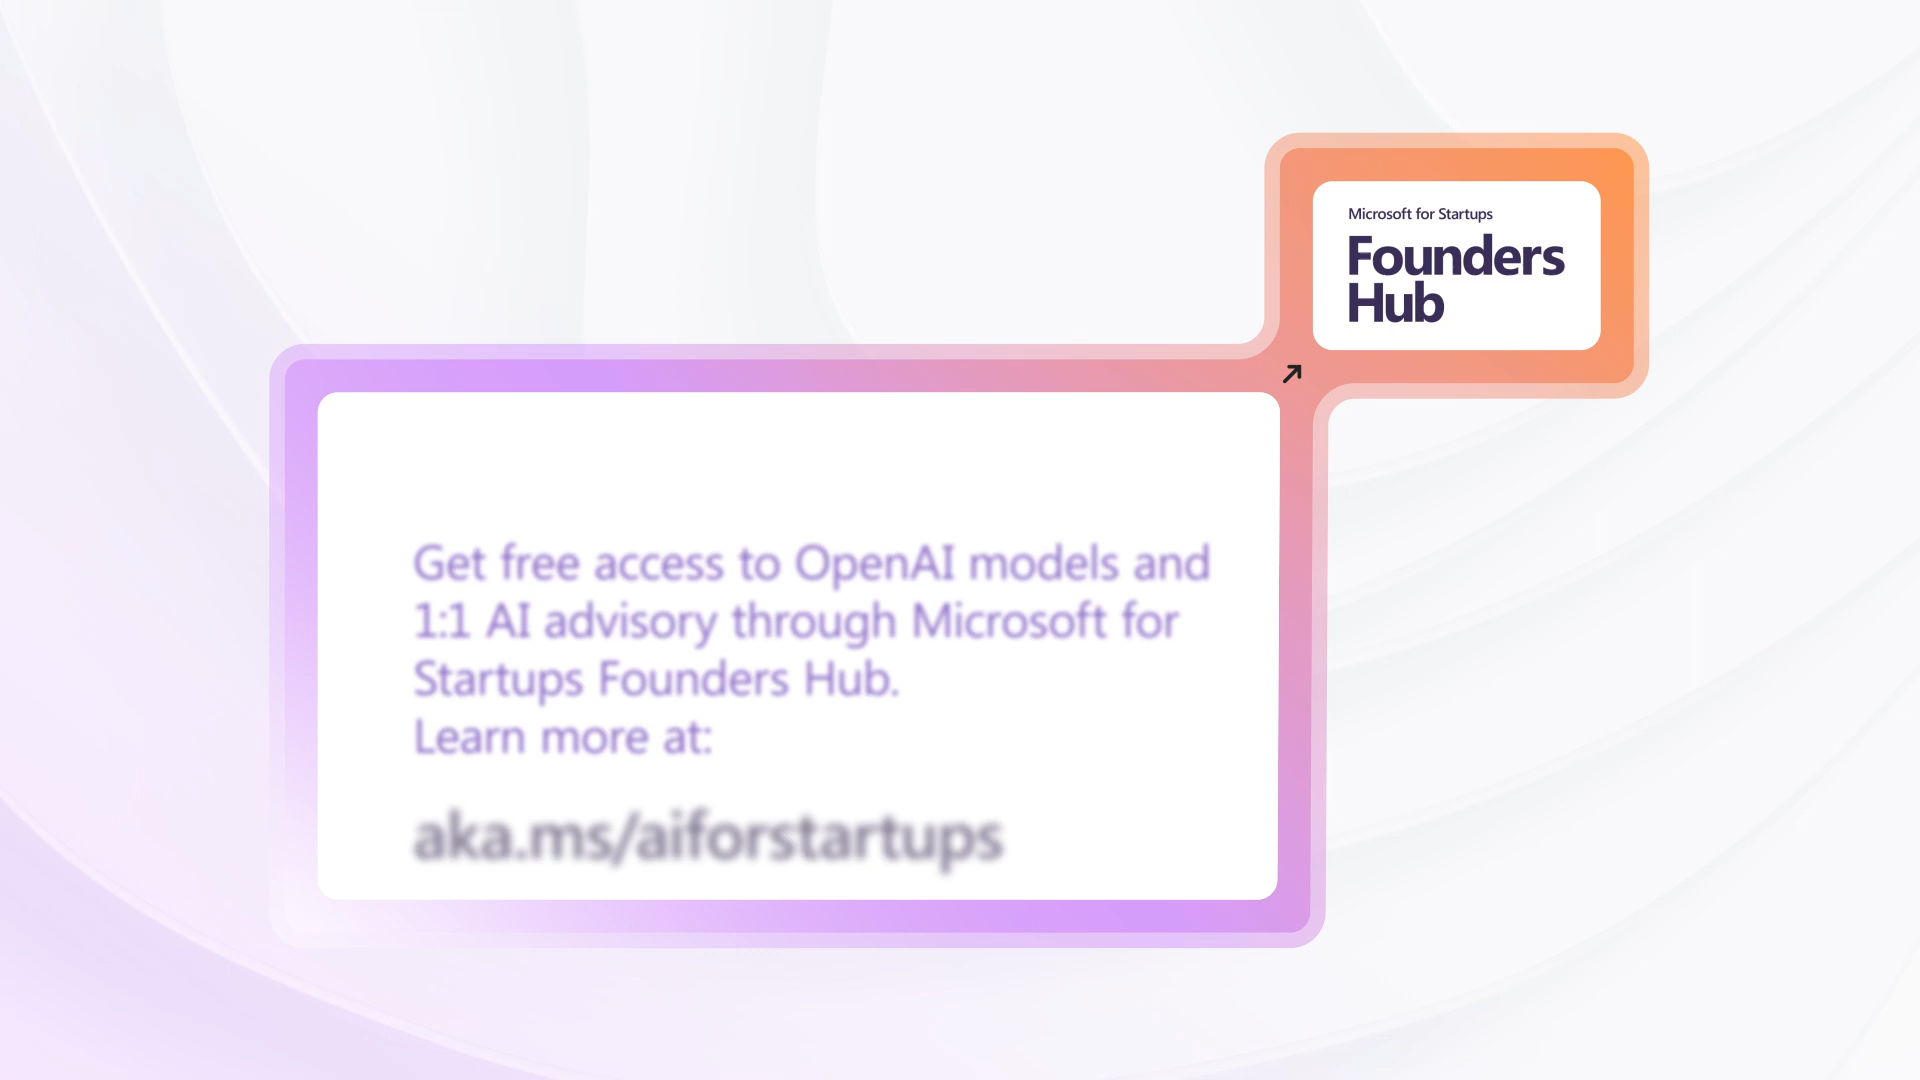 Microsoft for Startups
Founders
Hub
Get free access to OpenAI models and
1:1 AI advisory through Microsoft for
Startups Founders Hub.
Learn more at:
aka.ms/aiforstartups